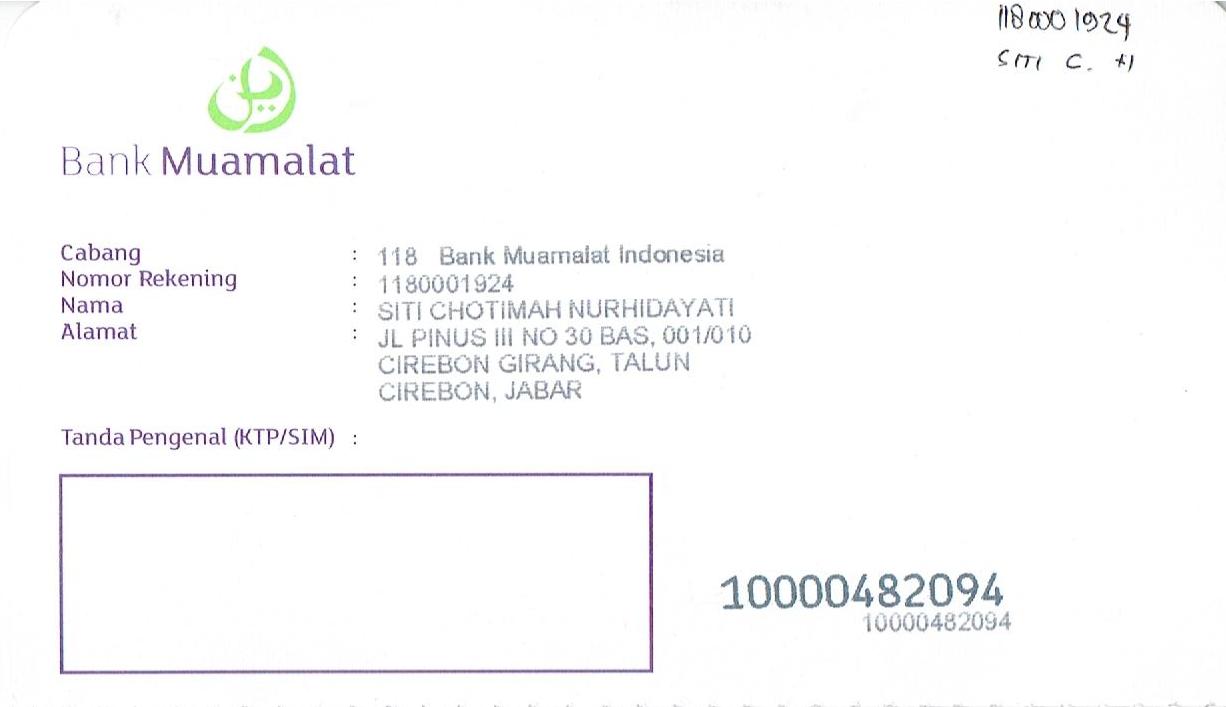 1180001924
SITI C. H
Bank Muamalat
Cabang : 118 Bank Muamalat Indonesia
Nomor Rekening : 1180001924
Nama : SITI CHOTIMAH NURHIDAYATI
Alamat : JL PINUS III NO 30 BAS, 001/010
CIREBON GIRANG, TALUN
CIREBON, JABAR
Tanda Pengenal (KTP/SIM) :
10000482094
10000482094